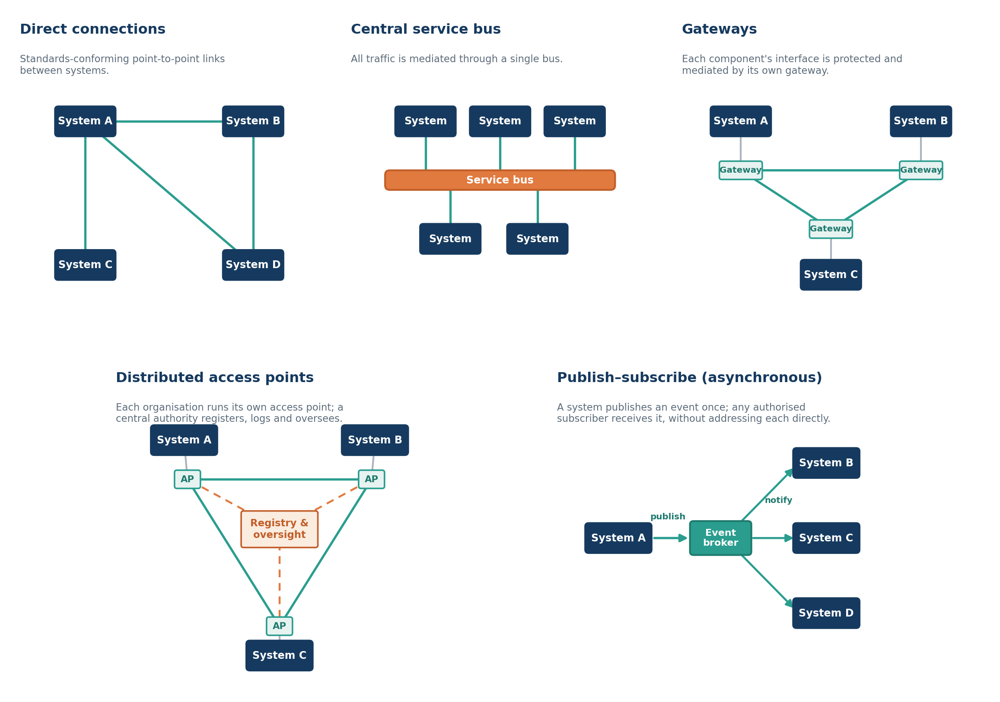 Direct connections
Standards-conforming point-to-point links
between systems.
System A
System B
System C
System D
Central service bus
All traffic is mediated through a single bus.
System
System
System
Service bus
System
System
Gateways
Each component's interface is protected and
mediated by its own gateway.
System A
System B
Gateway
Gateway
Gateway
System C
Distributed access points
Each organisation runs its own access point; a
central authority registers, logs and oversees.
System A
System B
AP
AP
Registry &
oversight
AP
System C
Publish–subscribe (asynchronous)
A system publishes an event once; any authorised
subscriber receives it, without addressing each directly.
System B
notify
publish
System A
Event
broker
System C
System D